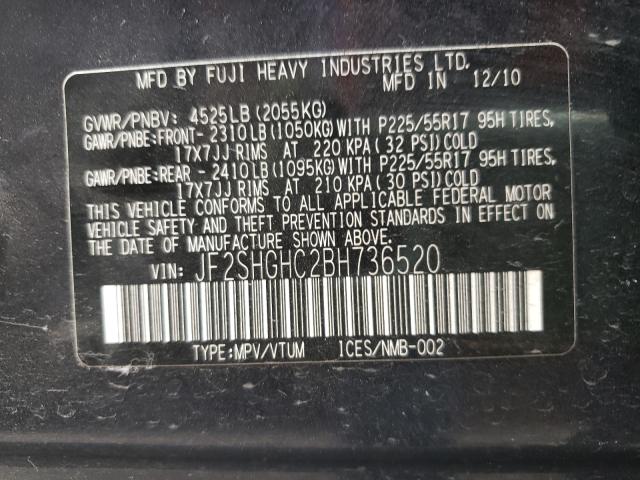 MFD BY FUJI HEAVY INDUSTRIES LTD.
MFD IN 12/10
GVWR/PNBV: 4525LB (2055KG)
GAWR/PNBE:FRONT- 2310LB(1050KG)WITH P225/55R17 95H TIRES,
17X7JJ RIMS AT 220 KPA(32 PSI)COLD
GAWR/PNBE:REAR - 2410LB(1095KG)WITH P225/55R17 95H TIRES,
17X7JJ RIMS AT 210 KPA(30 PSI)COLD
THIS VEHICLE CONFORMS TO ALL APPLICABLE FEDERAL MOTOR
VEHICLE SAFETY AND THEFT PREVENTION STANDARDS IN EFFECT ON
THE DATE OF MANUFACTURE SHOWN ABOVE.
VIN: JF2SHGHC2BH736520
TYPE:MPV/VTUM ICES/NMB-002